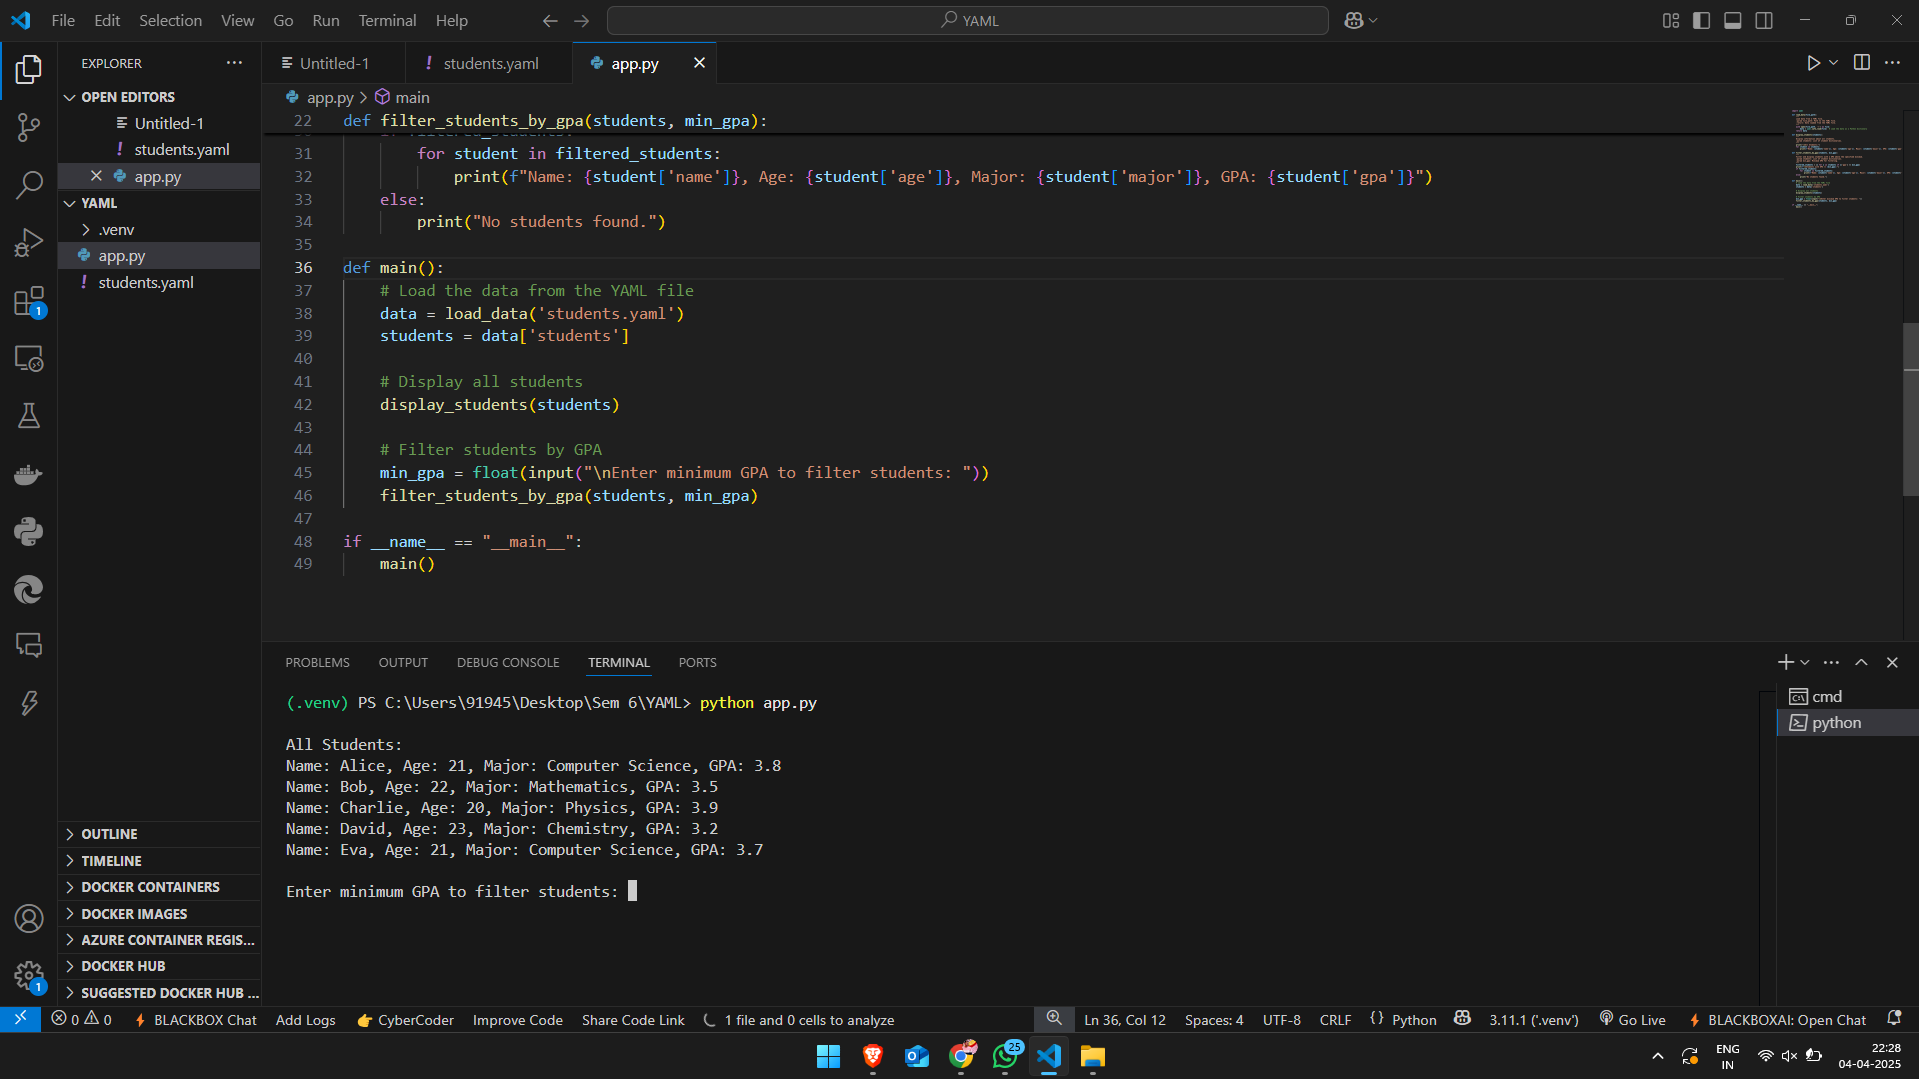 File Edit Selection View Go Run Terminal Help
YAML
EXPLORER
Untitled-1
! students.yaml
app.py
OPEN EDITORS
Untitled-1
! students.yaml
app.py
YAML
.venv
app.py
! students.yaml
1
OUTLINE
TIMELINE
DOCKER CONTAINERS
DOCKER IMAGES
AZURE CONTAINER REGIS...
DOCKER HUB
SUGGESTED DOCKER HUB ...
1
app.py > main
22 def filter_students_by_gpa(students, min_gpa):
31 for student in filtered_students:
32 print(f"Name: {student['name']}, Age: {student['age']}, Major: {student['major']}, GPA: {student['gpa']}")
33 else:
34 print("No students found.")
35
36 def main():
37 # Load the data from the YAML file
38 data = load_data('students.yaml')
39 students = data['students']
40
41 # Display all students
42 display_students(students)
43
44 # Filter students by GPA
45 min_gpa = float(input("\nEnter minimum GPA to filter students: "))
46 filter_students_by_gpa(students, min_gpa)
47
48 if __name__ == "__main__":
49 main()
PROBLEMS OUTPUT DEBUG CONSOLE TERMINAL PORTS
(.venv) PS C:\Users\91945\Desktop\Sem 6\YAML> python app.py
All Students:
Name: Alice, Age: 21, Major: Computer Science, GPA: 3.8
Name: Bob, Age: 22, Major: Mathematics, GPA: 3.5
Name: Charlie, Age: 20, Major: Physics, GPA: 3.9
Name: David, Age: 23, Major: Chemistry, GPA: 3.2
Name: Eva, Age: 21, Major: Computer Science, GPA: 3.7
Enter minimum GPA to filter students:
cmd
python
0 0 BLACKBOX Chat Add Logs CyberCoder Improve Code Share Code Link 1 file and 0 cells to analyze
Ln 36, Col 12 Spaces: 4 UTF-8 CRLF {} Python 3.11.1 ('.venv') Go Live BLACKBOXAI: Open Chat
25
ENG
IN
22:28
04-04-2025